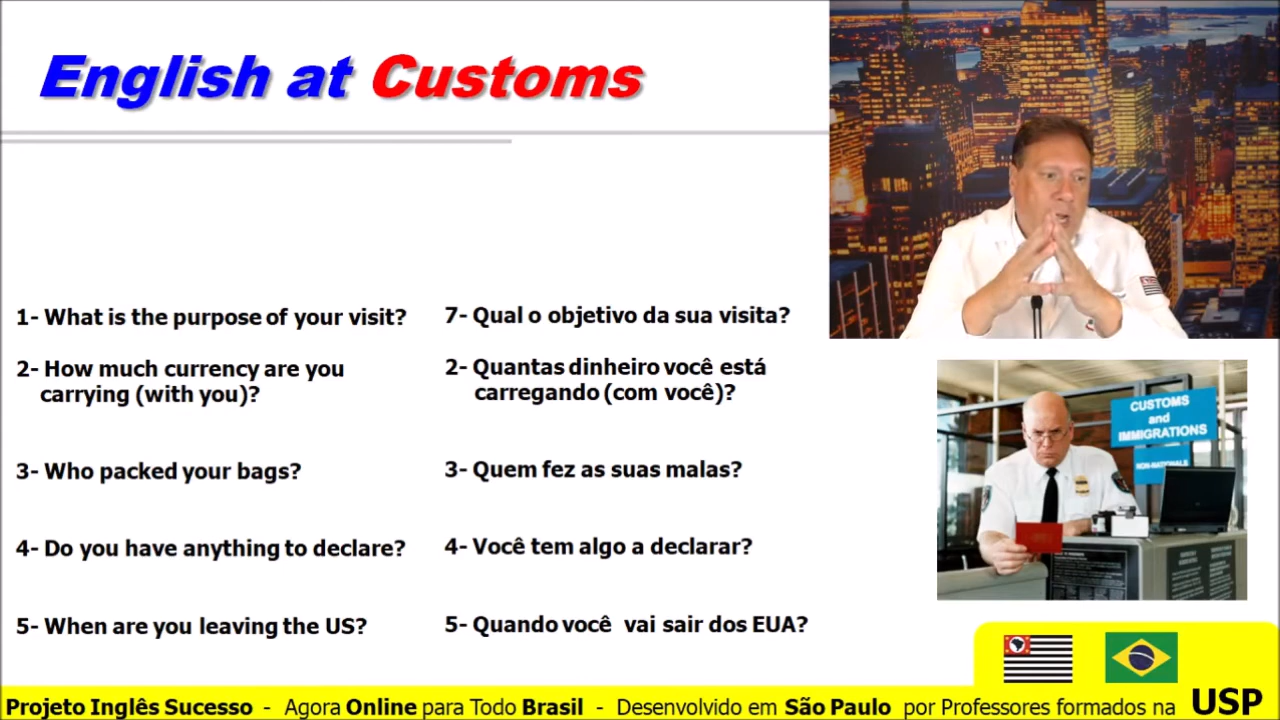 English at Customs
1- What is the purpose of your visit?
7- Qual o objetivo da sua visita?
2- How much currency are you
carrying (with you)?
2- Quantas dinheiro você está
carregando (com você)?
3- Who packed your bags?
3- Quem fez as suas malas?
4- Do you have anything to declare?
4- Você tem algo a declarar?
5- When are you leaving the US?
5- Quando você vai sair dos EUA?
CUSTOMS
and
IMMIGRATIONS
NON-NATIONALS
Projeto Inglês Sucesso - Agora Online para Todo Brasil - Desenvolvido em São Paulo por Professores formados na USP